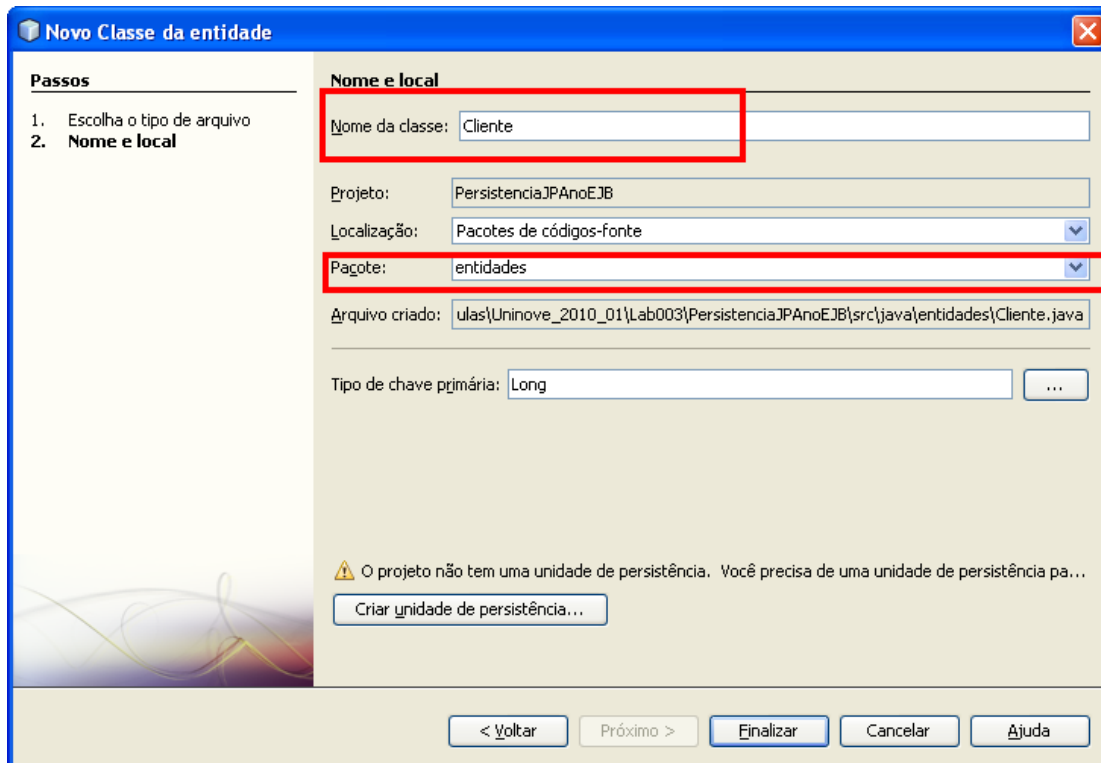 Novo Classe da entidade
Passos
1. Escolha o tipo de arquivo
2. Nome e local
Nome e local
Nome da classe: Cliente
Projeto: PersistenciaJPAnoEJB
Localização: Pacotes de códigos-fonte
Pacote: entidades
Arquivo criado: ulas\Uninove_2010_01\Lab003\PersistenciaJPAnoEJB\src\java\entidades\Cliente.java
Tipo de chave primária: Long ...
O projeto não tem uma unidade de persistência. Você precisa de uma unidade de persistência pa...
Criar unidade de persistência...
< Voltar Próximo > Finalizar Cancelar Ajuda